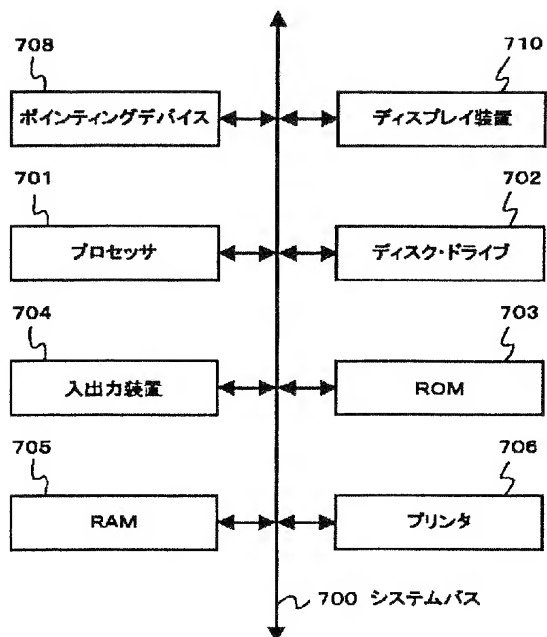 708
710
ポインティングデバイス
ディスプレイ装置
701
702
プロセッサ
ディスク・ドライブ
704
703
入出力装置
ROM
705
706
RAM
プリンタ
700 システムバス